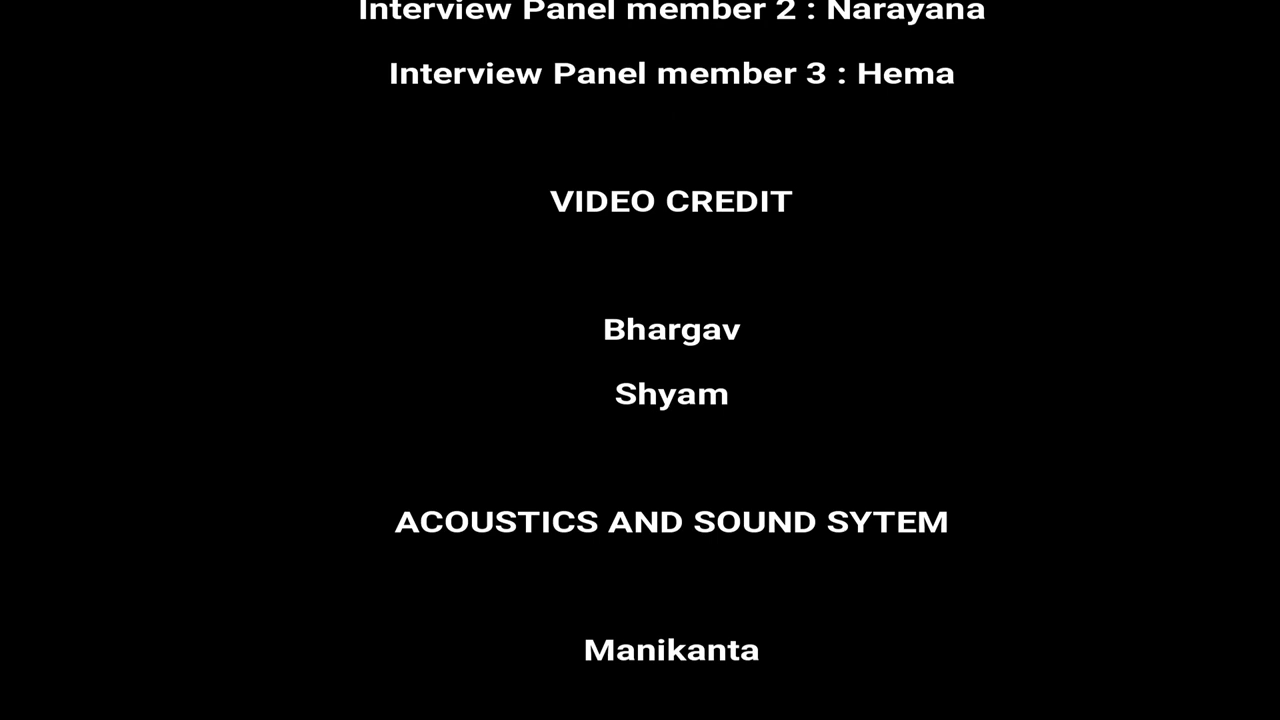 Interview Panel member 2 : Narayana
Interview Panel member 3 : Hema
VIDEO CREDIT
Bhargav
Shyam
ACOUSTICS AND SOUND SYTEM
Manikanta